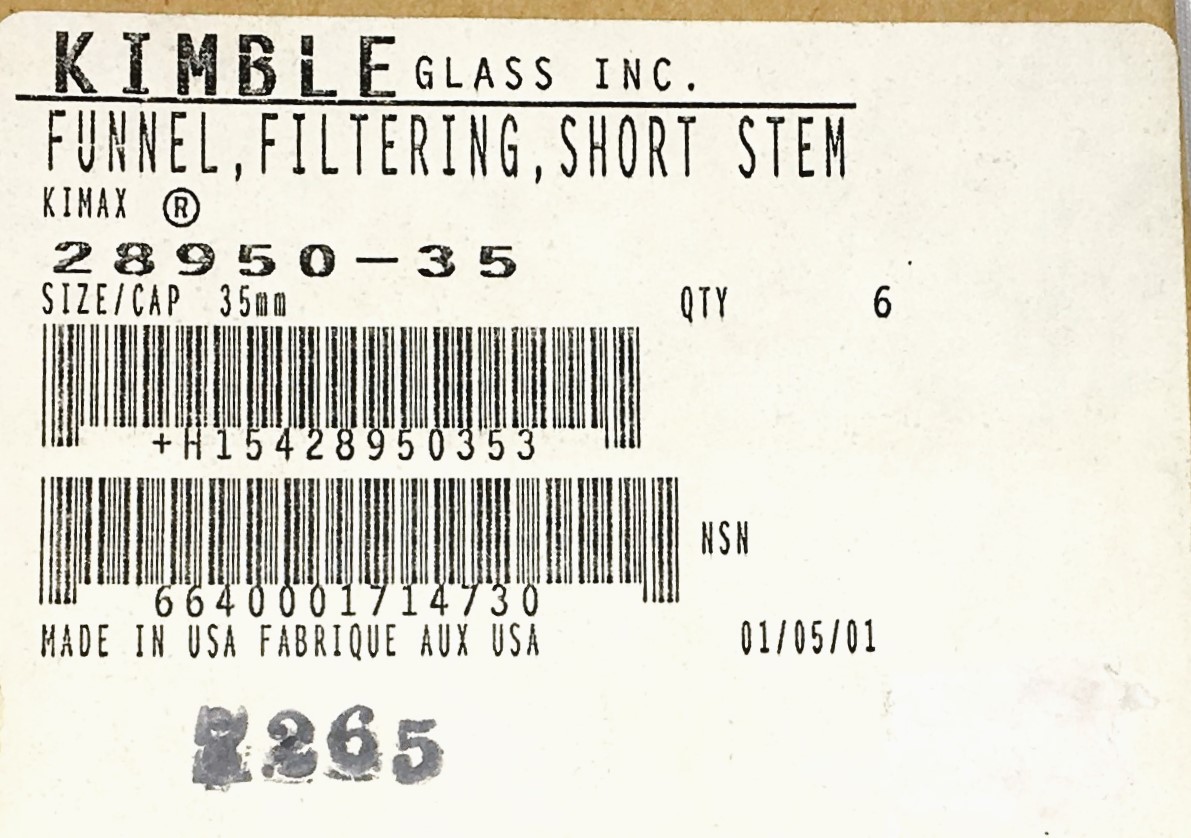 KIMBLE GLASS INC.
FUNNEL,FILTERING,SHORT STEM
KIMAX ®
28950-35
SIZE/CAP 35mm QTY 6
+H15428950353
NSN
6640001714730
MADE IN USA FABRIQUE AUX USA 01/05/01